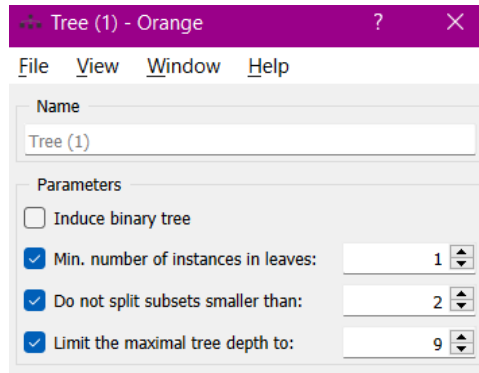 Tree (1) - Orange ?
File View Window Help
Name
Tree (1)
Parameters
Induce binary tree
Min. number of instances in leaves: 1
Do not split subsets smaller than: 2
Limit the maximal tree depth to: 9